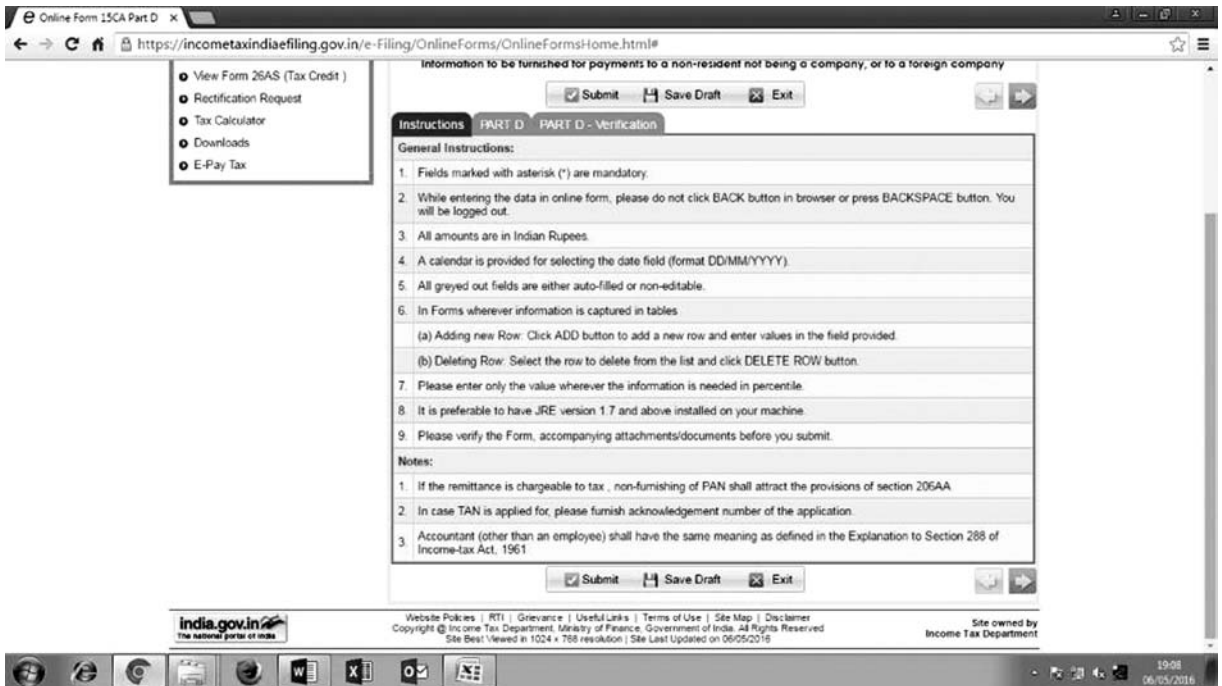 Online Form 15CA Part D
https://incometaxindiaefiling.gov.in/e-Filing/OnlineForms/OnlineFormsHome.html#
View Form 26AS (Tax Credit )
Rectification Request
Tax Calculator
Downloads
E-Pay Tax
Information to be furnished for payments to a non-resident not being a company, or to a foreign company
Submit Save Draft Exit
Instructions PART D PART D - Verification
General Instructions:
1. Fields marked with asterisk (*) are mandatory.
2. While entering the data in online form, please do not click BACK button in browser or press BACKSPACE button. You
will be logged out.
3. All amounts are in Indian Rupees.
4. A calendar is provided for selecting the date field (format DD/MM/YYYY).
5. All greyed out fields are either auto-filled or non-editable.
6. In Forms wherever information is captured in tables
(a) Adding new Row: Click ADD button to add a new row and enter values in the field provided.
(b) Deleting Row: Select the row to delete from the list and click DELETE ROW button.
7. Please enter only the value wherever the information is needed in percentile.
8. It is preferable to have JRE version 1.7 and above installed on your machine.
9. Please verify the Form, accompanying attachments/documents before you submit.
Notes:
1. If the remittance is chargeable to tax , non-furnishing of PAN shall attract the provisions of section 206AA
2. In case TAN is applied for, please furnish acknowledgement number of the application.
3. Accountant (other than an employee) shall have the same meaning as defined in the Explanation to Section 288 of
Income-tax Act, 1961
Submit Save Draft Exit
india.gov.in
The national portal of india
Website Policies | RTI | Grievance | Useful Links | Terms of Use | Site Map | Disclaimer
Copyright @ Income Tax Department, Ministry of Finance, Government of India. All Rights Reserved
Site Best Viewed in 1024 x 768 resolution | Site Last Updated on 06/05/2016
Site owned by
Income Tax Department
19:08
06/05/2016